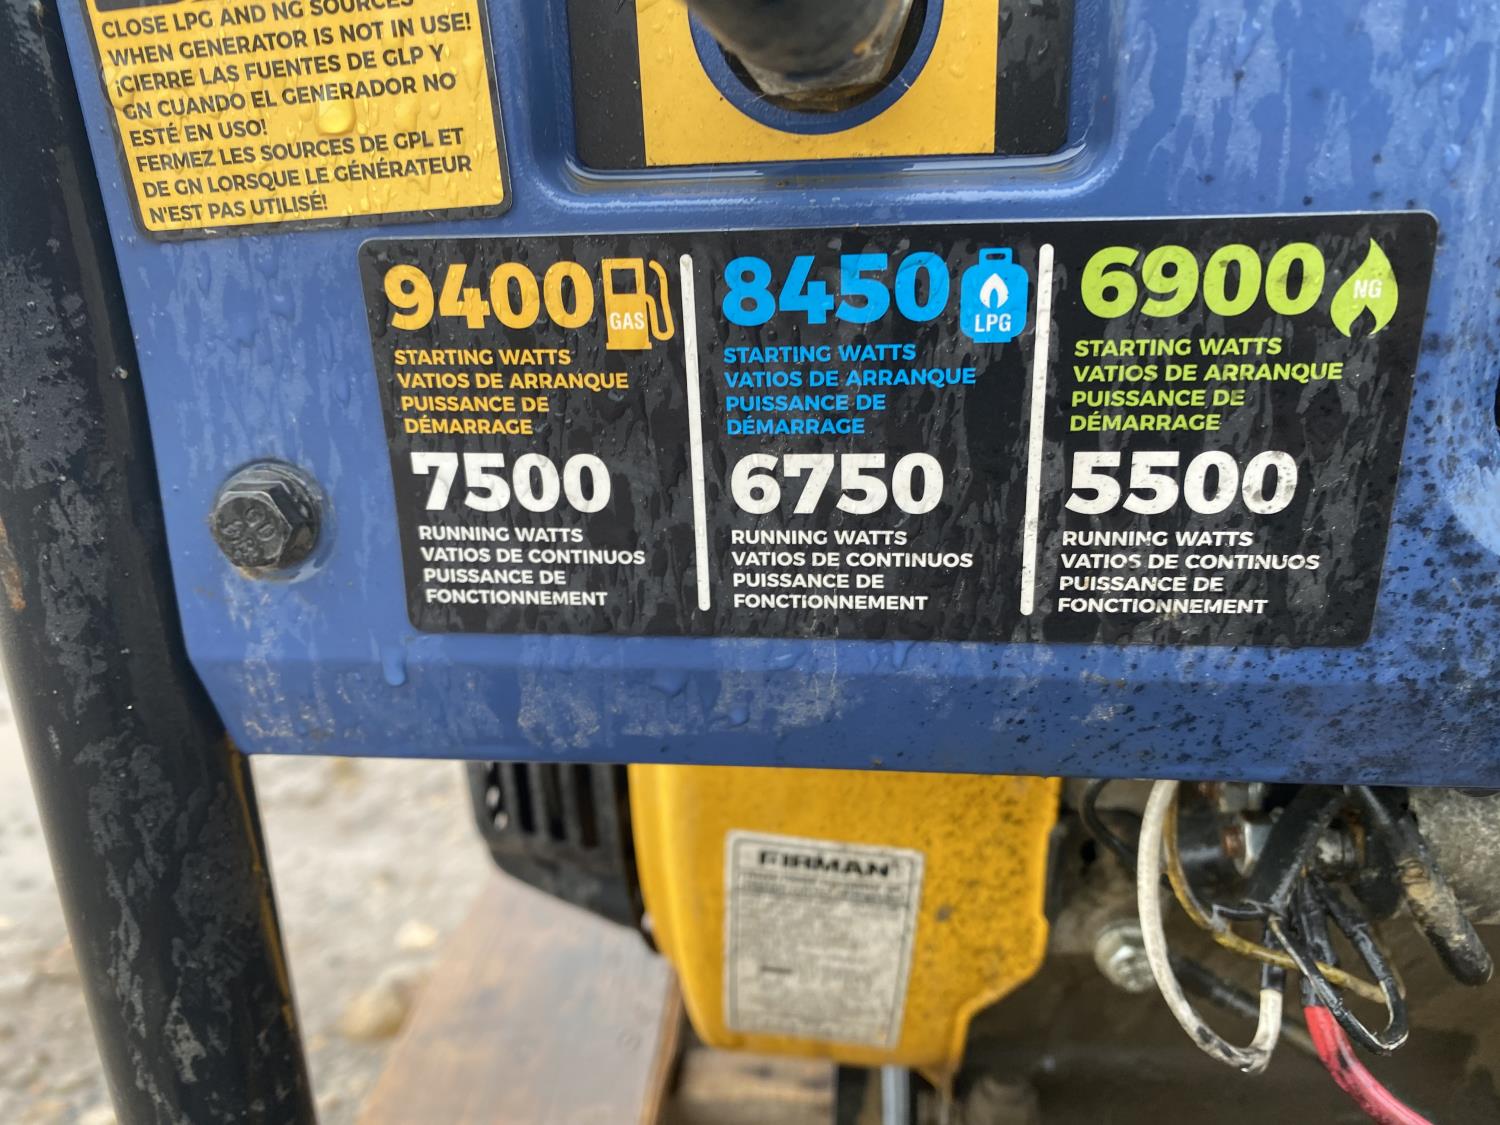 CLOSE LPG AND NG SOURCES
WHEN GENERATOR IS NOT IN USE!
¡CIERRE LAS FUENTES DE GLP Y
GN CUANDO EL GENERADOR NO
ESTÉ EN USO!
FERMEZ LES SOURCES DE GPL ET
DE GN LORSQUE LE GÉNÉRATEUR
N'EST PAS UTILISÉ!
9400
GAS
STARTING WATTS
VATIOS DE ARRANQUE
PUISSANCE DE
DÉMARRAGE
7500
RUNNING WATTS
VATIOS DE CONTINUOS
PUISSANCE DE
FONCTIONNEMENT
8450
LPG
STARTING WATTS
VATIOS DE ARRANQUE
PUISSANCE DE
DÉMARRAGE
6750
RUNNING WATTS
VATIOS DE CONTINUOS
PUISSANCE DE
FONCTIONNEMENT
6900
NG
STARTING WATTS
VATIOS DE ARRANQUE
PUISSANCE DE
DÉMARRAGE
5500
RUNNING WATTS
VATIOS DE CONTINUOS
PUISSANCE DE
FONCTIONNEMENT
FIRMAN